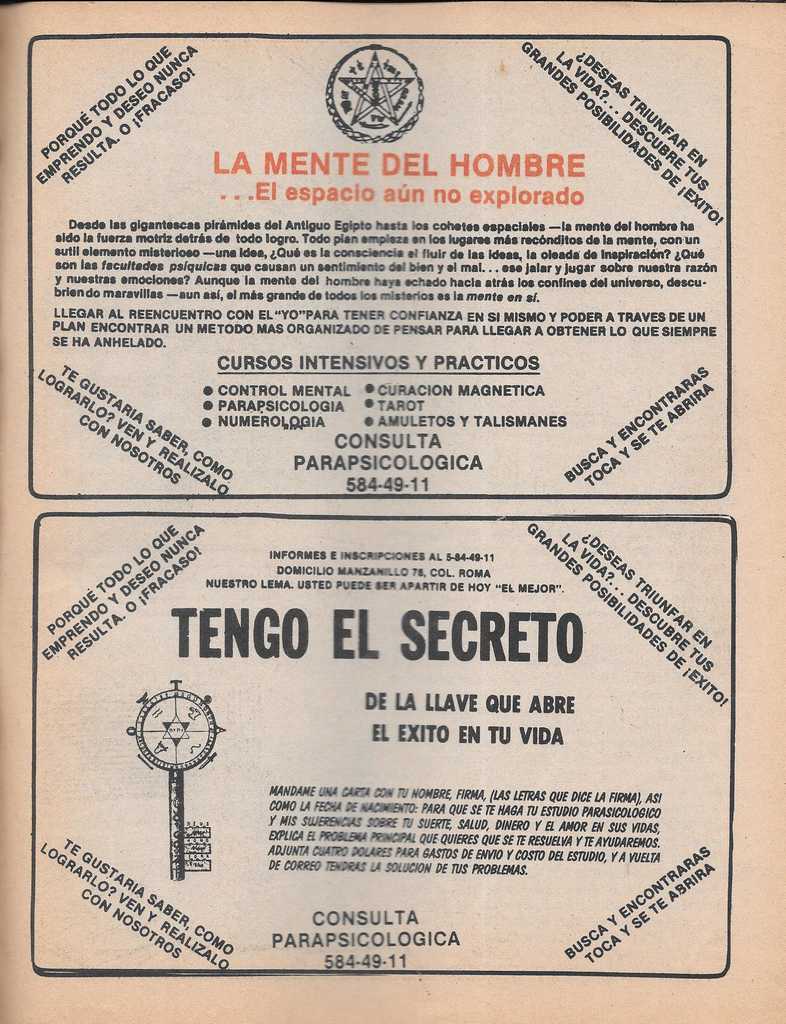 PORQUÉ TODO LO QUE
EMPRENDO Y DESEO NUNCA
RESULTA. O ¡FRACASO!
¿DESEAS TRIUNFAR EN
LA VIDA?... DESCUBRE TUS
GRANDES POSIBILIDADES DE ¡EXITO!
LA MENTE DEL HOMBRE
...El espacio aún no explorado
Desde las gigantescas pirámides del Antiguo Egipto hasta los cohetes espaciales —la mente del hombre ha
sido la fuerza motriz detrás de todo logro. Todo plan empieza en los lugares más recónditos de la mente, con un
sutil elemento misterioso —una idea, ¿Qué es la consciencia el fluir de las ideas, la oleada de inspiración? ¿Qué
son las facultades psíquicas que causan un sentimiento del bien y el mal... ese jalar y jugar sobre nuestra razón
y nuestras emociones? Aunque la mente del hombre haya echado hacia atrás los confines del universo, descu-
briendo maravillas —aun así, el más grande de todos los misterios es la mente en sí.
LLEGAR AL REENCUENTRO CON EL "YO" PARA TENER CONFIANZA EN SI MISMO Y PODER A TRAVES DE UN
PLAN ENCONTRAR UN METODO MAS ORGANIZADO DE PENSAR PARA LLEGAR A OBTENER LO QUE SIEMPRE
SE HA ANHELADO.
CURSOS INTENSIVOS Y PRACTICOS
● CONTROL MENTAL ● CURACION MAGNETICA
● PARAPSICOLOGIA ● TAROT
● NUMEROLOGIA ● AMULETOS Y TALISMANES
TE GUSTARIA SABER, COMO
LOGRARLO? VEN Y REALIZALO
CON NOSOTROS
CONSULTA
PARAPSICOLOGICA
584-49-11
BUSCA Y ENCONTRARAS
TOCA Y SE TE ABRIRA
PORQUÉ TODO LO QUE
EMPRENDO Y DESEO NUNCA
RESULTA. O ¡FRACASO!
¿DESEAS TRIUNFAR EN
LA VIDA?... DESCUBRE TUS
GRANDES POSIBILIDADES DE ¡EXITO!
INFORMES E INSCRIPCIONES AL 5-84-49-11
DOMICILIO MANZANILLO 78, COL. ROMA
NUESTRO LEMA. USTED PUEDE SER APARTIR DE HOY "EL MEJOR".
TENGO EL SECRETO
DE LA LLAVE QUE ABRE
EL EXITO EN TU VIDA
MANDAME UNA CARTA CON TU NOMBRE, FIRMA, (LAS LETRAS QUE DICE LA FIRMA), ASI
COMO LA FECHA DE NACIMIENTO: PARA QUE SE TE HAGA TU ESTUDIO PARASICOLOGICO
Y MIS SUJERENCIAS SOBRE TU SUERTE, SALUD, DINERO Y EL AMOR EN SUS VIDAS,
EXPLICA EL PROBLEMA PRINCIPAL QUE QUIERES QUE SE TE RESUELVA Y TE AYUDAREMOS.
ADJUNTA CUATRO DOLARES PARA GASTOS DE ENVIO Y COSTO DEL ESTUDIO, Y A VUELTA
DE CORREO TENDRAS LA SOLUCION DE TUS PROBLEMAS.
TE GUSTARIA SABER, COMO
LOGRARLO? VEN Y REALIZALO
CON NOSOTROS
CONSULTA
PARAPSICOLOGICA
584-49-11
BUSCA Y ENCONTRARAS
TOCA Y SE TE ABRIRA